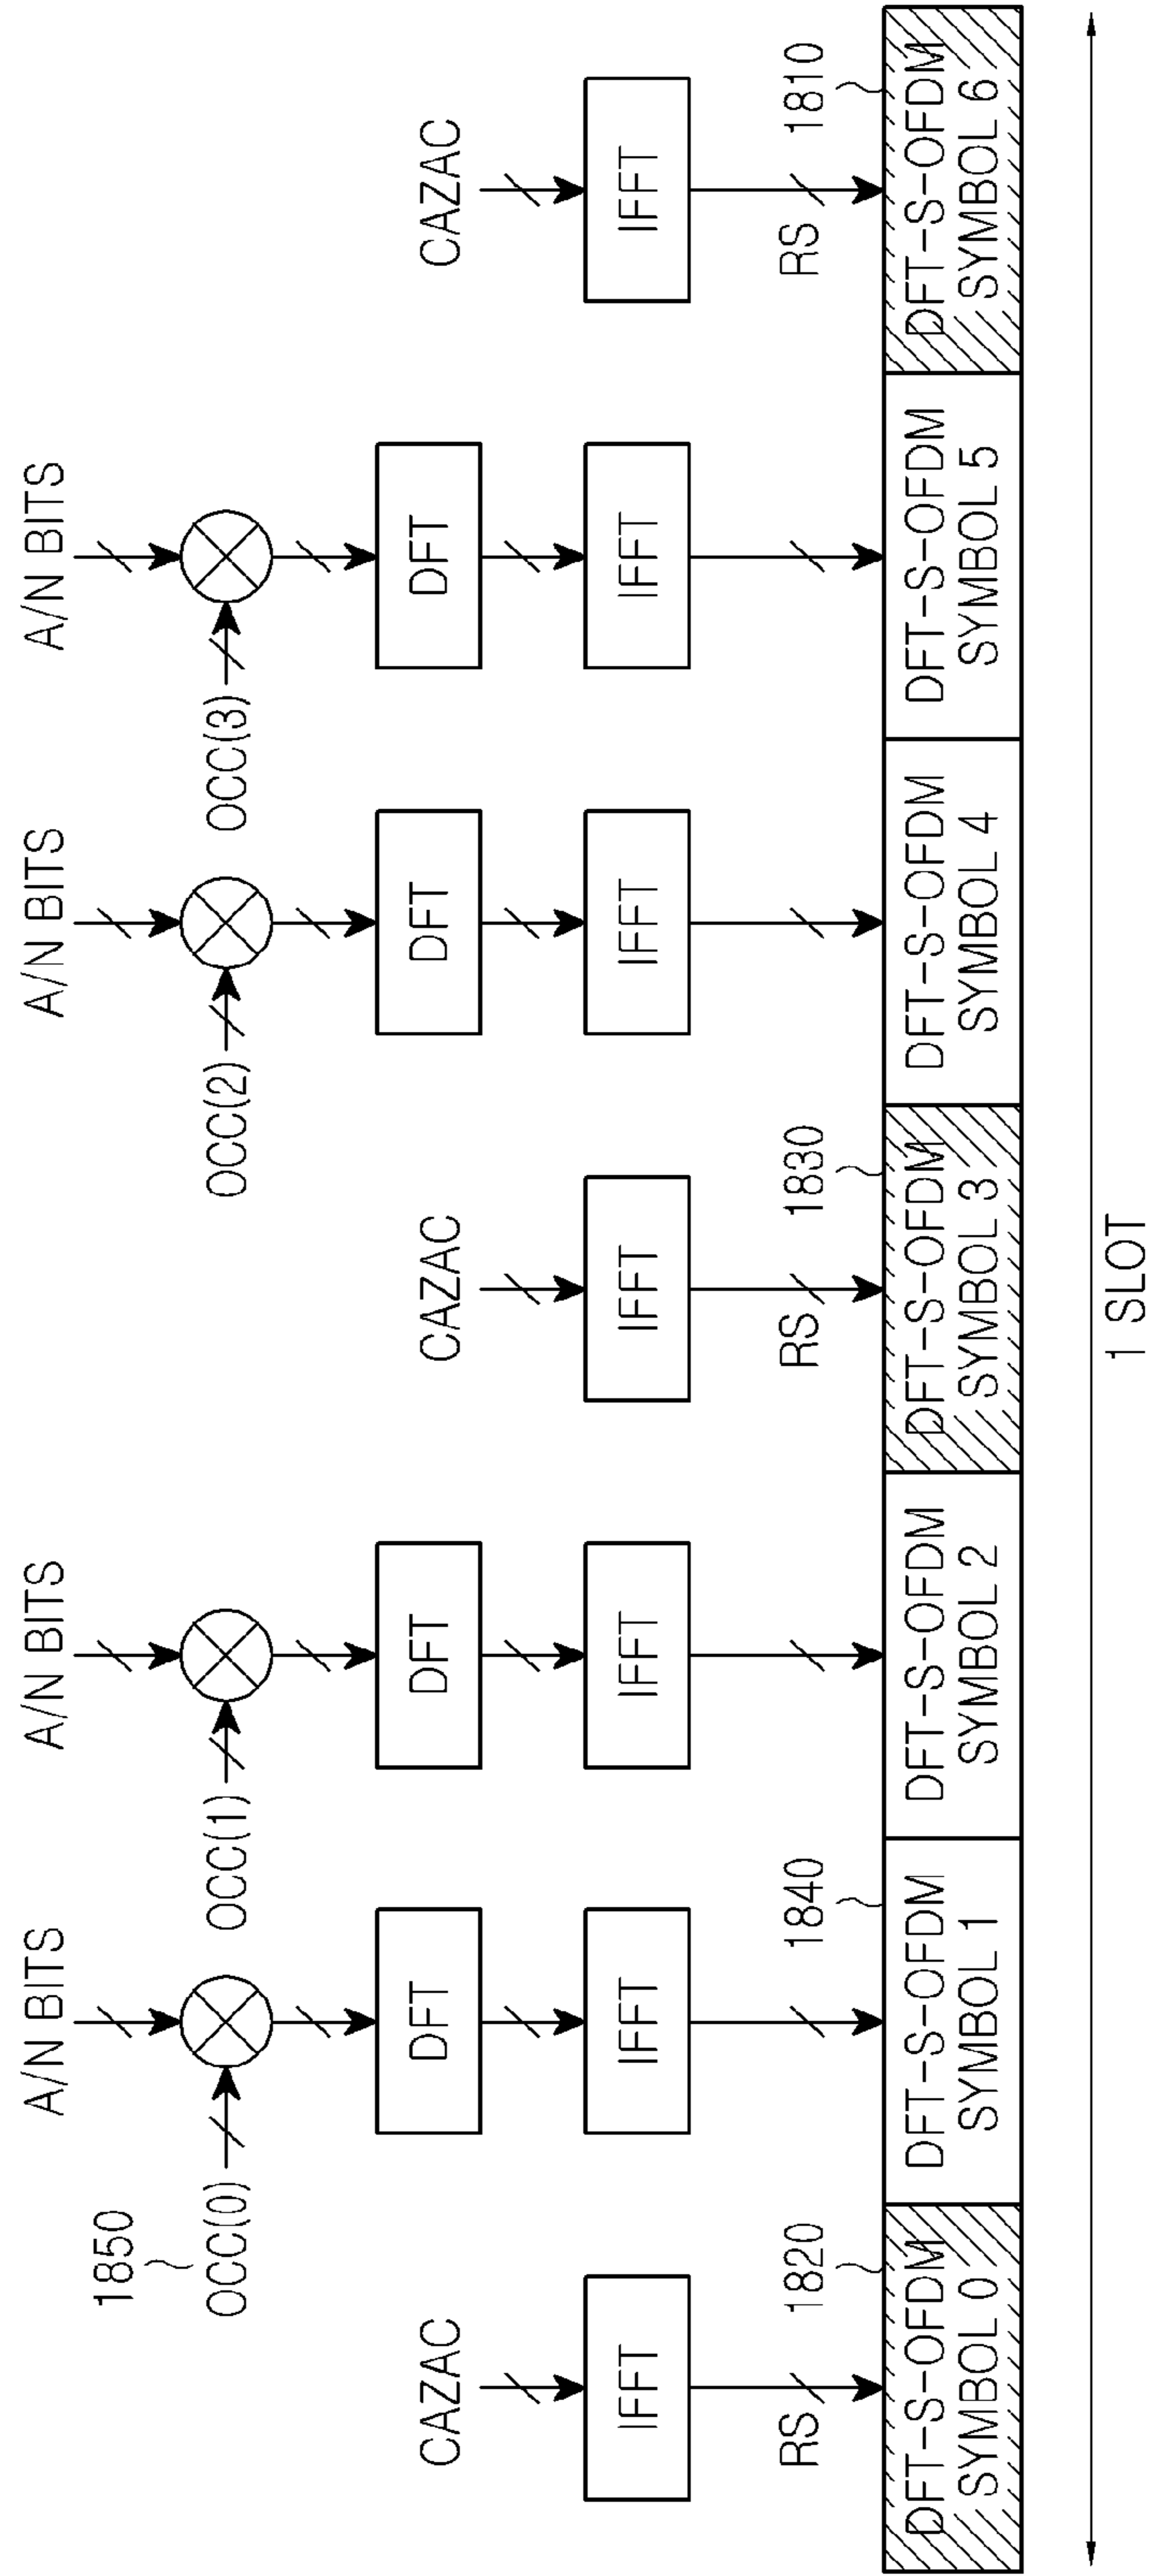 A/N BITS
A/N BITS
A/N BITS
A/N BITS
1850
OCC(0)
OCC(1)
OCC(2)
OCC(3)
CAZAC
DFT
DFT
CAZAC
DFT
DFT
CAZAC
IFFT
IFFT
IFFT
IFFT
IFFT
IFFT
IFFT
RS
1820
1840
RS
1830
RS
1810
DFT-S-OFDM
SYMBOL 0
DFT-S-OFDM
SYMBOL 1
DFT-S-OFDM
SYMBOL 2
DFT-S-OFDM
SYMBOL 3
DFT-S-OFDM
SYMBOL 4
DFT-S-OFDM
SYMBOL 5
DFT-S-OFDM
SYMBOL 6
1 SLOT